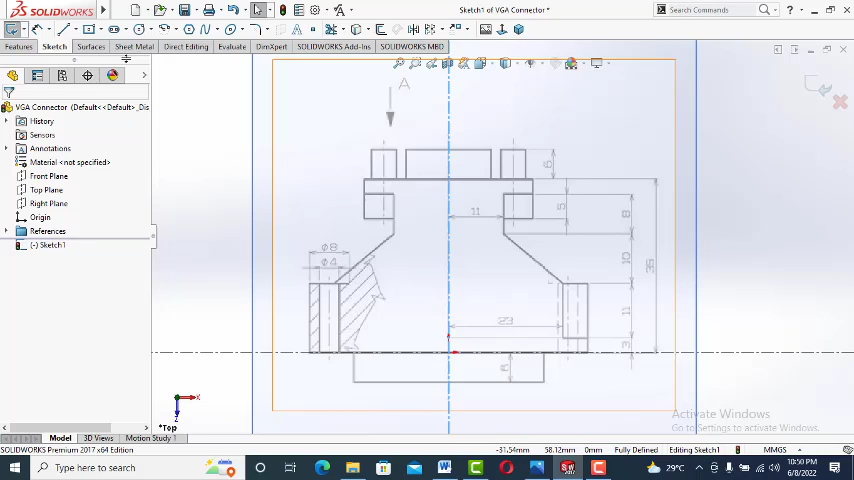 SOLIDWORKS
Sketch1 of VGA Connector *
Search Commands
Features
Sketch
Surfaces
Sheet Metal
Direct Editing
Evaluate
DimXpert
SOLIDWORKS Add-Ins
SOLIDWORKS MBD
VGA Connector (Default<<Default>_Dis
History
Sensors
Annotations
Material <not specified>
Front Plane
Top Plane
Right Plane
Origin
References
(-) Sketch1
A
6
11
5
8
ø8
ø4
10
35
23
11
3
6
X
Z
*Top
Activate Windows
Go to Settings to activate Windows.
Model
3D Views
Motion Study 1
SOLIDWORKS Premium 2017 x64 Edition
-31.54mm
58.12mm
0mm
Fully Defined
Editing Sketch1
MMGS
Type here to search
29°C
10:50 PM
6/8/2022